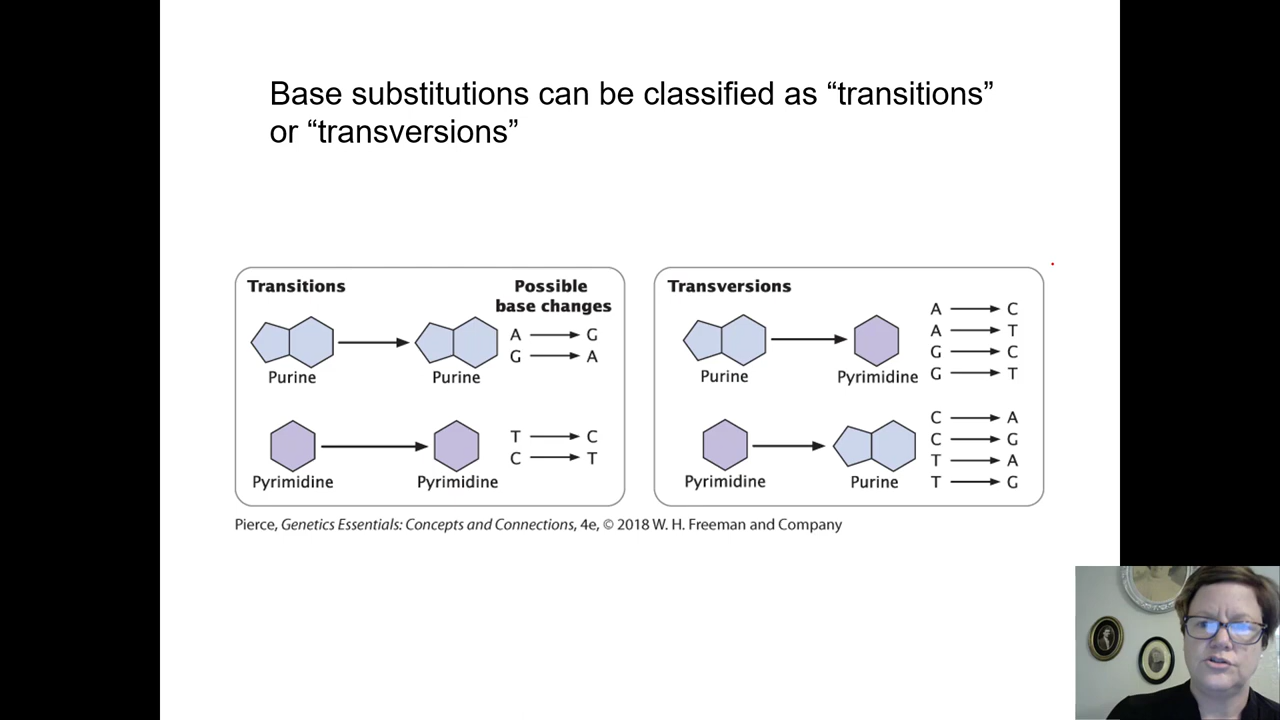 Base substitutions can be classified as “transitions”
or “transversions”
Transitions
Possible
base changes
Purine
Purine
A → G
G → A
Pyrimidine
Pyrimidine
T → C
C → T
Transversions
Purine
Pyrimidine
A → C
A → T
G → C
G → T
Pyrimidine
Purine
C → A
C → G
T → A
T → G
Pierce, Genetics Essentials: Concepts and Connections, 4e, © 2018 W. H. Freeman and Company